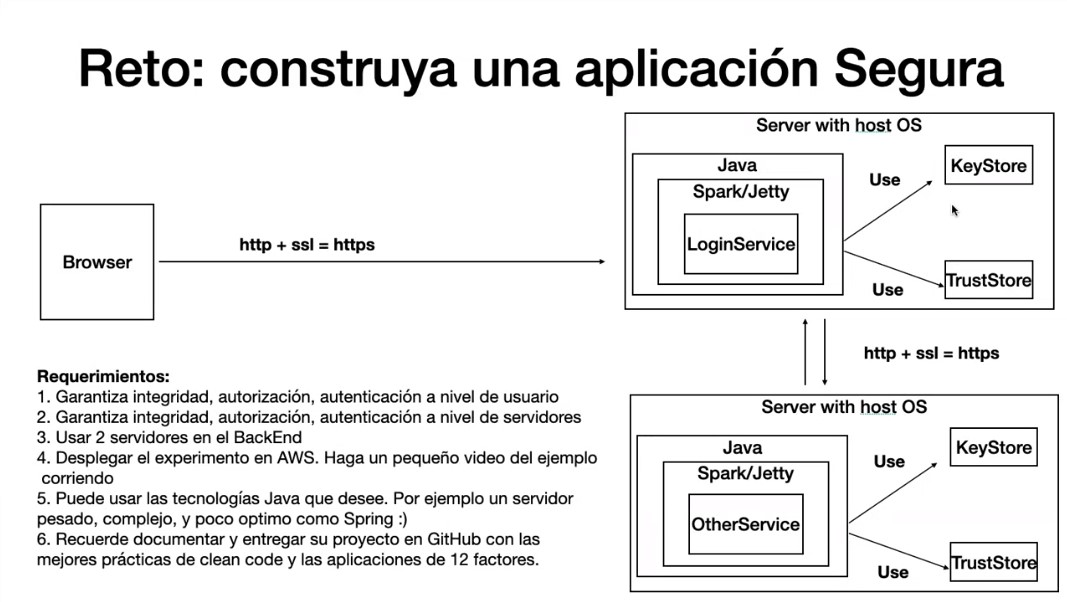 Reto: construya una aplicación Segura
Server with host OS
Java
Spark/Jetty
LoginService
Use
KeyStore
Use
TrustStore
Browser
http + ssl = https
http + ssl = https
Server with host OS
Java
Spark/Jetty
OtherService
Use
KeyStore
Use
TrustStore
Requerimientos:
1. Garantiza integridad, autorización, autenticación a nivel de usuario
2. Garantiza integridad, autorización, autenticación a nivel de servidores
3. Usar 2 servidores en el BackEnd
4. Desplegar el experimento en AWS. Haga un pequeño video del ejemplo
corriendo
5. Puede usar las tecnologías Java que desee. Por ejemplo un servidor
pesado, complejo, y poco optimo como Spring :)
6. Recuerde documentar y entregar su proyecto en GitHub con las
mejores prácticas de clean code y las aplicaciones de 12 factores.